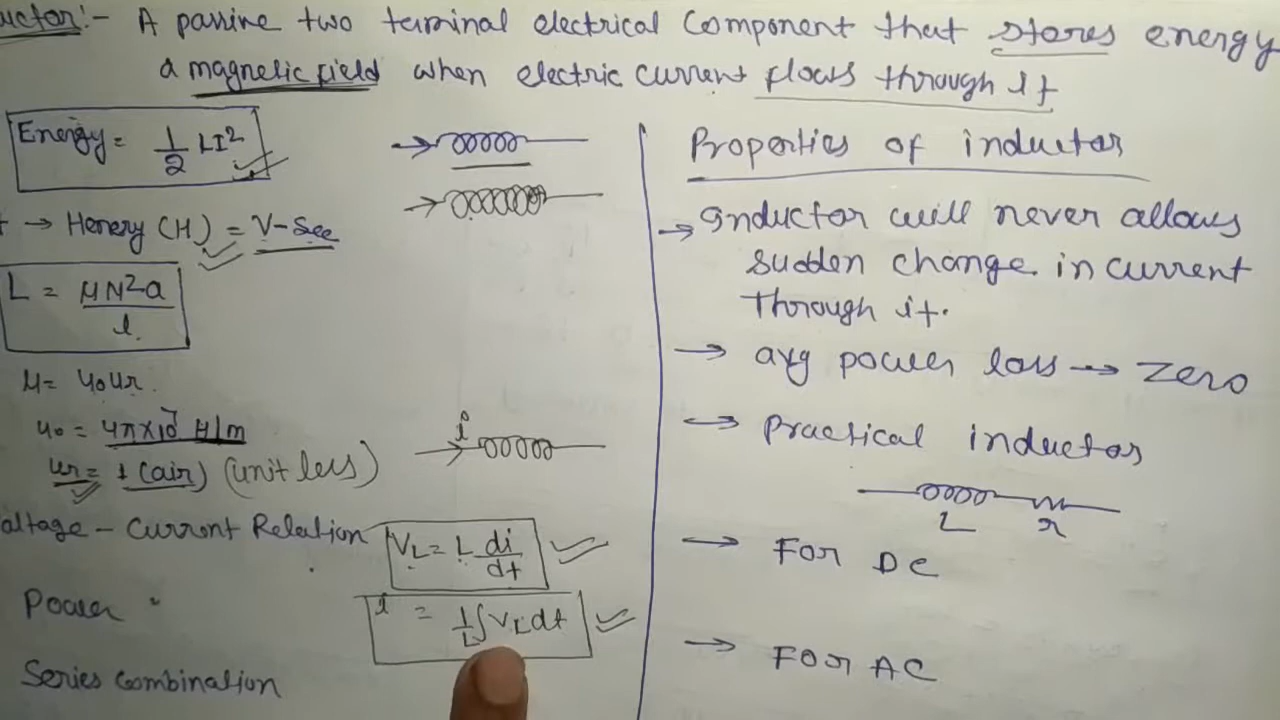 uctor:- A passive two terminal electrical component that stores energy
a magnetic field when electric current flows through it
Energy = 1/2 LI²
→ Henery (H) = V-Sec
L = μN²a / l
μ = μ₀μr.
μ₀ = 4π×10⁷ H/m
μr = 1 (air) (unit less)
i
oltage - Current Relation
V_L = L di/dt
i = 1/L ∫V_L dt
Power
Series Combination
Properties of inductor
→ Inductor will never allows
sudden change in current
through it.
→ avg power loss → Zero
→ Practical inductor
L r
→ For DC
→ For AC